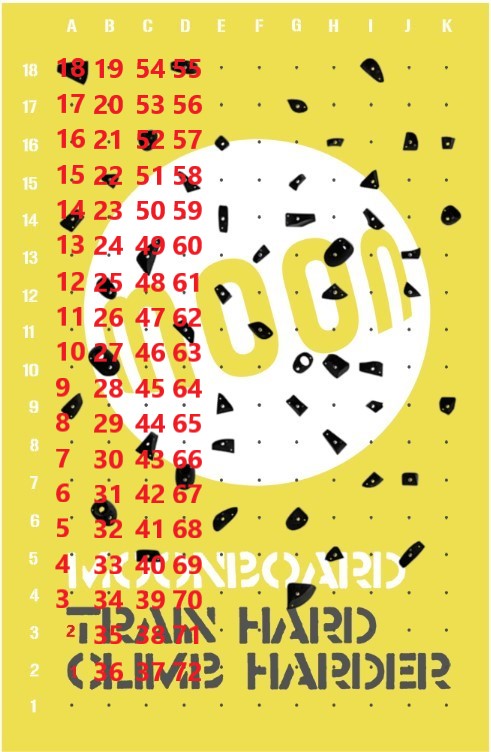 A B C D E F G H I J K
18 18 19 54 55
17 17 20 53 56
16 16 21 52 57
15 15 22 51 58
14 14 23 50 59
13 13 24 49 60
12 12 25 48 61
moon
11 11 26 47 62
10 10 27 46 63
9 9 28 45 64
8 8 29 44 65
7 7 30 43 66
6 6 31 42 67
5 5 32 41 68
4 4 33 40 69
MOONBOARD
3 3 34 39 70
TRAIN HARD
2 2 35 38 71
CLIMB HARDER
1 1 36 37 72